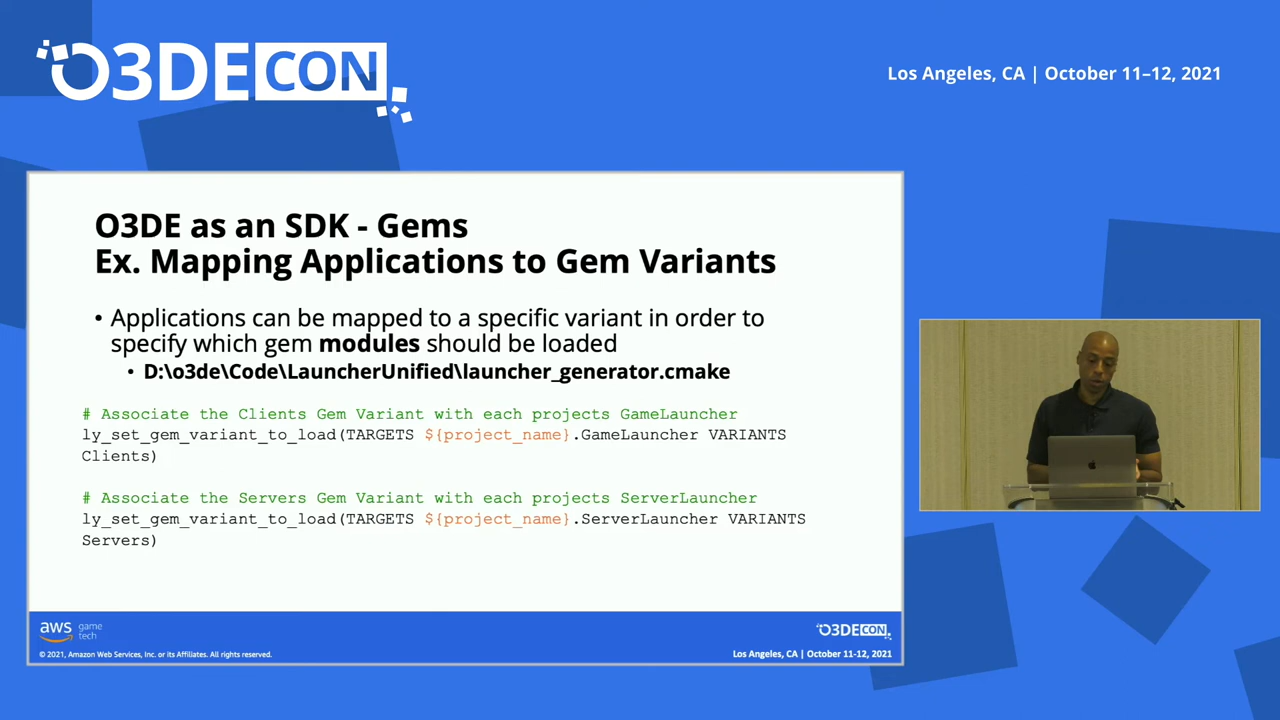 O3DECON
Los Angeles, CA | October 11–12, 2021
O3DE as an SDK - Gems
Ex. Mapping Applications to Gem Variants
• Applications can be mapped to a specific variant in order to
specify which gem modules should be loaded
• D:\o3de\Code\LauncherUnified\launcher_generator.cmake
# Associate the Clients Gem Variant with each projects GameLauncher
ly_set_gem_variant_to_load(TARGETS ${project_name}.GameLauncher VARIANTS
Clients)
# Associate the Servers Gem Variant with each projects ServerLauncher
ly_set_gem_variant_to_load(TARGETS ${project_name}.ServerLauncher VARIANTS
Servers)
aws game
tech
O3DECON
© 2021, Amazon Web Services, Inc. or its Affiliates. All rights reserved.
Los Angeles, CA | October 11-12, 2021